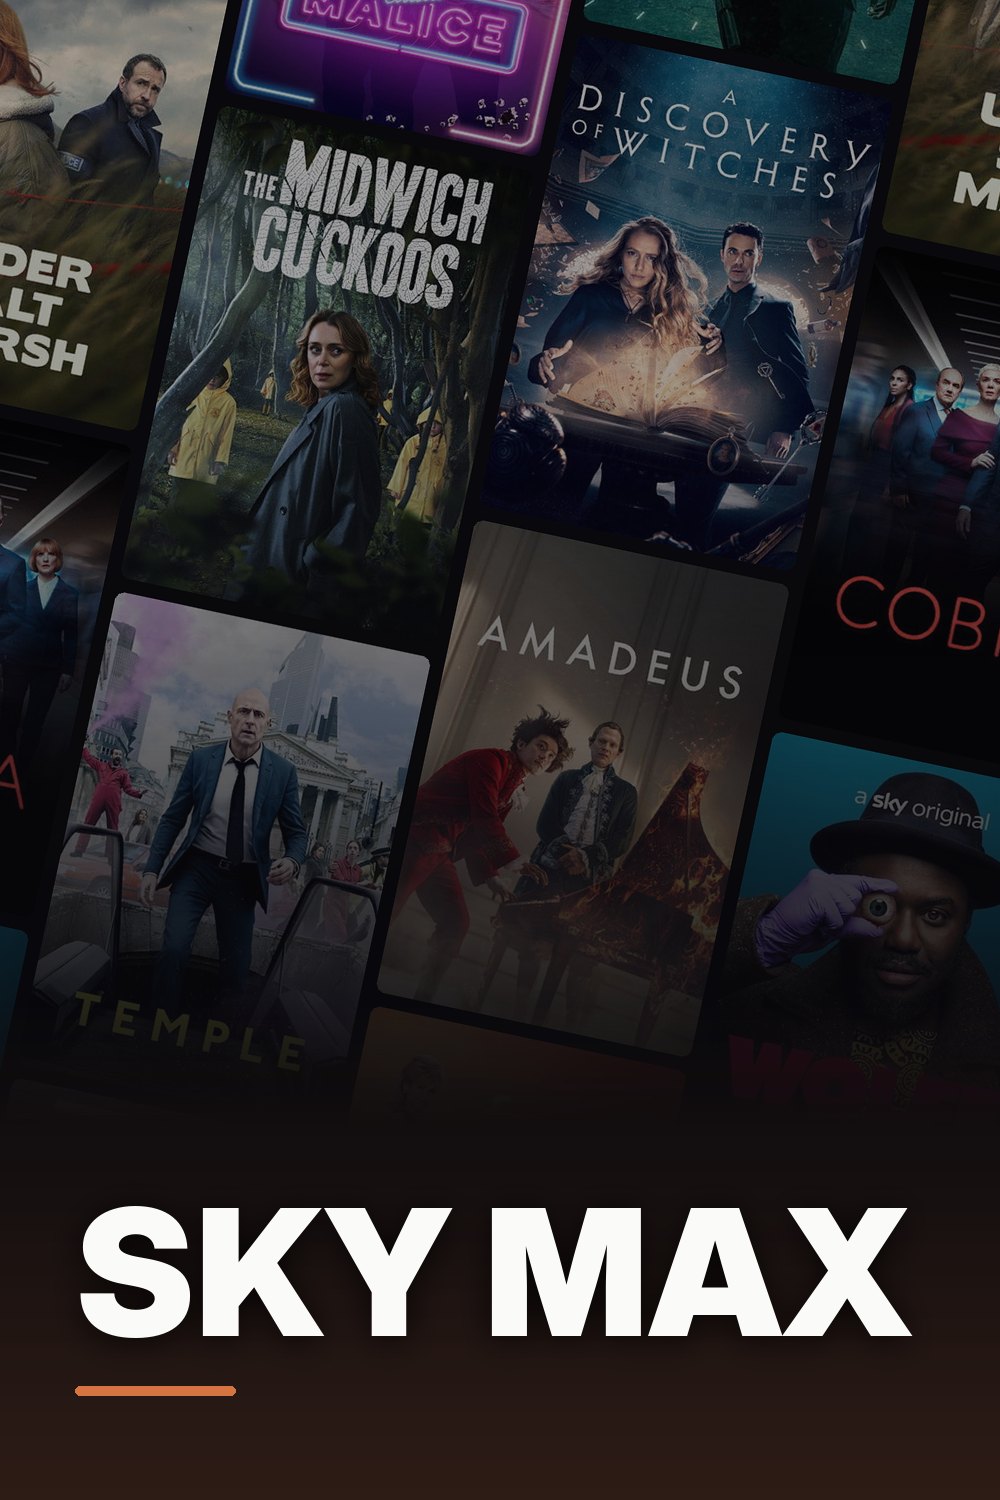 MALICE
A
DISCOVERY
OF WITCHES
THE MIDWICH
CUCKOOS
DER
ALT
RSH
M
COB
AMADEUS
A
a sky original
TEMPLE
SKY MAX